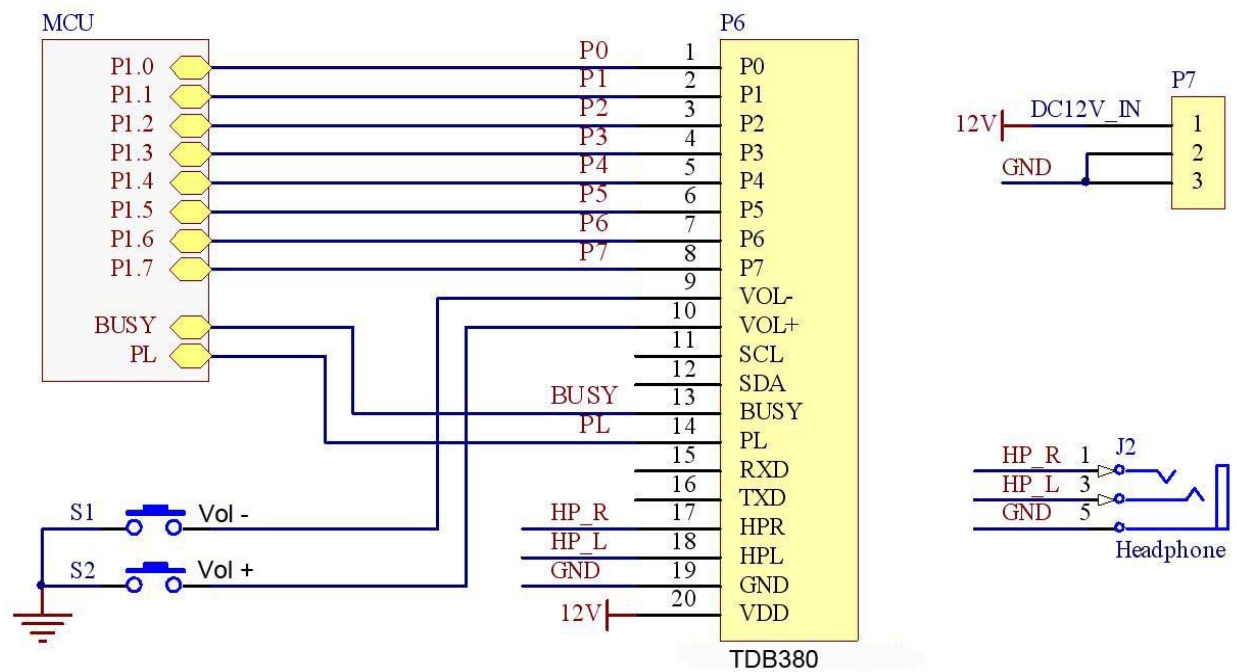 MCU
P1.0
P1.1
P1.2
P1.3
P1.4
P1.5
P1.6
P1.7
BUSY
PL
P0
P1
P2
P3
P4
P5
P6
P7
BUSY
PL
HP_R
HP_L
GND
12V
S1 Vol -
S2 Vol +
P6
1 P0
2 P1
3 P2
4 P3
5 P4
6 P5
7 P6
8 P7
9 VOL-
10 VOL+
11 SCL
12 SDA
13 BUSY
14 PL
15 RXD
16 TXD
17 HPR
18 HPL
19 GND
20 VDD
TDB380
P7
12V DC12V_IN 1
2
GND 3
J2
HP_R 1
HP_L 3
GND 5
Headphone